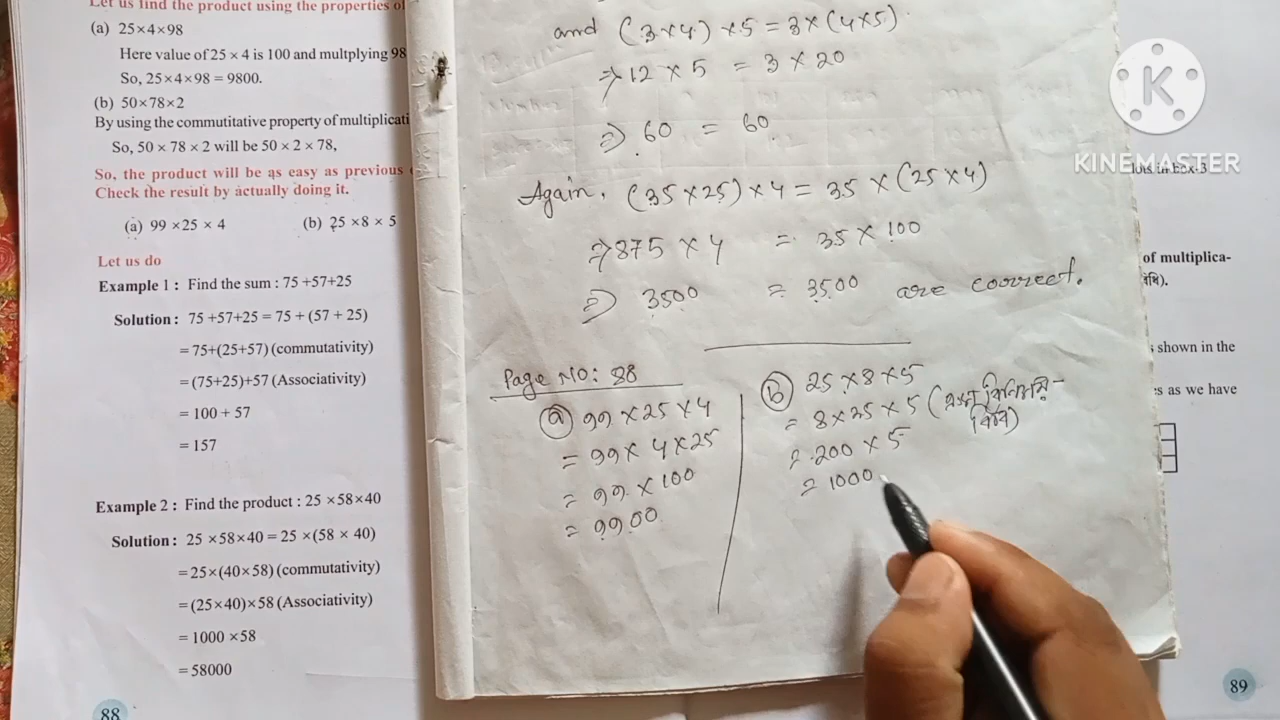 Let us find the product using the properties of
(a) 25×4×98
Here value of 25 × 4 is 100 and multplying 98
So, 25×4×98 = 9800.
(b) 50×78×2
By using the commutitative property of multiplicati
So, 50 × 78 × 2 will be 50 × 2 × 78,
So, the product will be as easy as previous
Check the result by actually doing it.
(a) 99 ×25 × 4 (b) 25 ×8 × 5
Let us do
Example 1 : Find the sum : 75 +57+25
Solution : 75 +57+25 = 75 + (57 + 25)
= 75+(25+57) (commutativity)
= (75+25)+57 (Associativity)
= 100 + 57
= 157
Example 2 : Find the product : 25 ×58×40
Solution : 25 ×58×40 = 25 ×(58 × 40)
= 25×(40×58) (commutativity)
= (25×40)×58 (Associativity)
= 1000 ×58
= 58000
88
and (3×4) ×5 = 3×(4×5).
⇒ 12 × 5 = 3 × 20
⇒ 60 = 60
Again, (35×25)×4 = 35 ×(25×4)
⇒ 875 × 4 = 35 × 100
⇒ 3500 = 3500 are correct.
Page No: 88
(a) 99 ×25 ×4
= 99× 4×25
= 99 × 100
= 9900
(b) 25×8×5
= 8×25×5
= 200 × 5
= 1000
K
KINEMASTER
of multiplica-
shown in the
es as we have
89